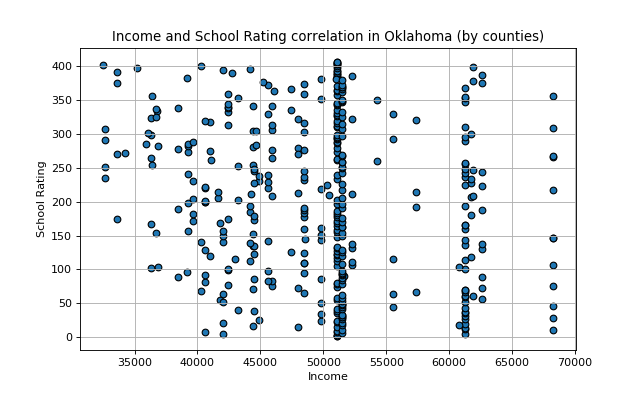 Income and School Rating correlation in Oklahoma (by counties)
400
350
300
250
200
150
100
50
0
School Rating
35000 40000 45000 50000 55000 60000 65000 70000
Income